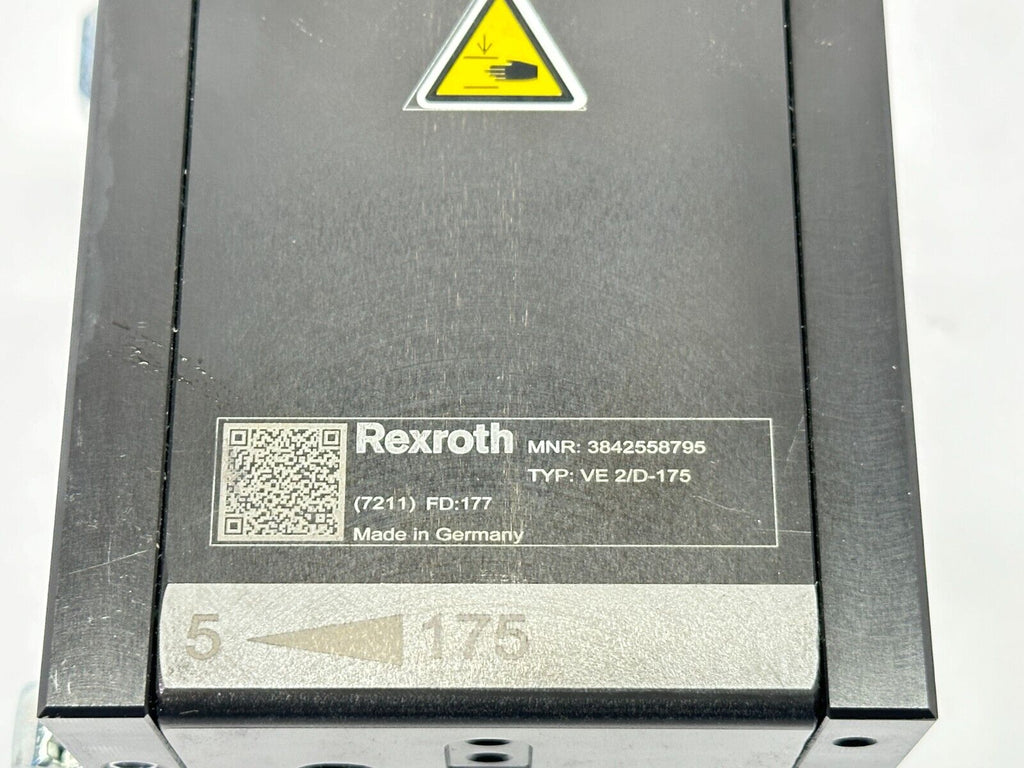 Rexroth MNR: 3842558795
TYP: VE 2/D-175
(7211) FD:177
Made in Germany
5 175